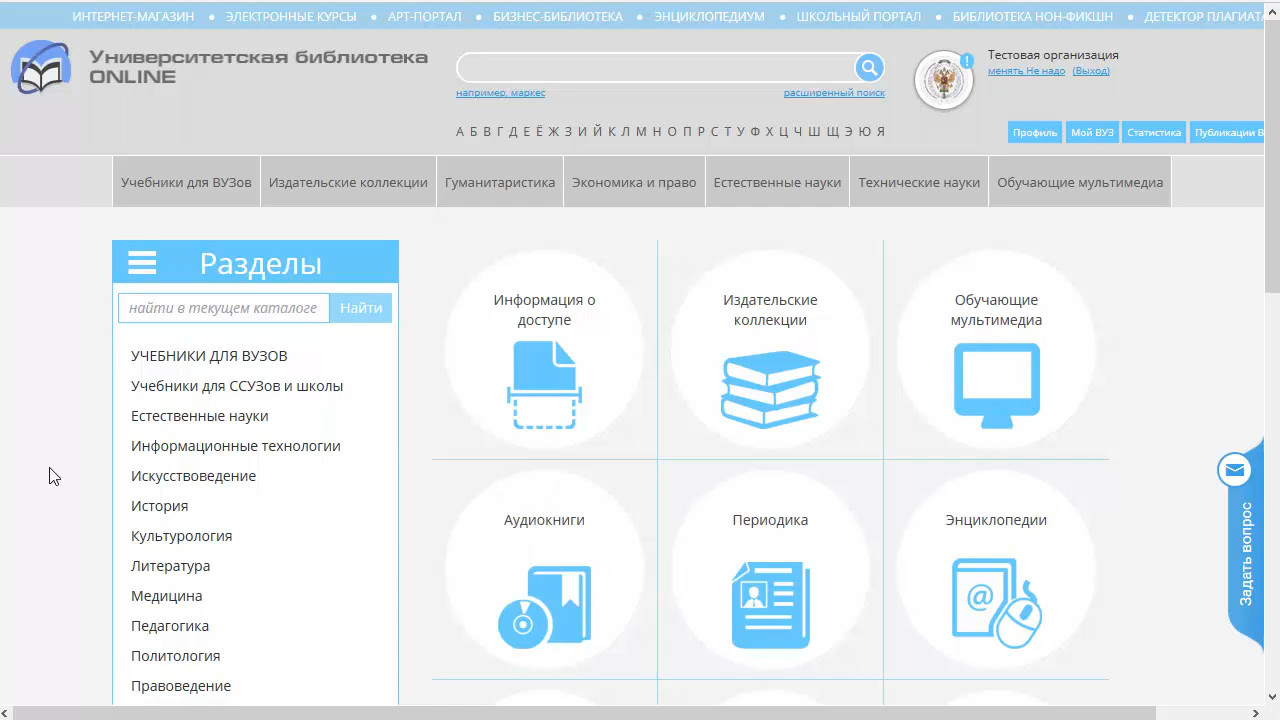 ИНТЕРНЕТ-МАГАЗИН • ЭЛЕКТРОННЫЕ КУРСЫ • АРТ-ПОРТАЛ • БИЗНЕС-БИБЛИОТЕКА • ЭНЦИКЛОПЕДИУМ • ШКОЛЬНЫЙ ПОРТАЛ • БИБЛИОТЕКА НОН-ФИКШН • ДЕТЕКТОР ПЛАГИАТА
Университетская библиотека
ONLINE
например, маркес
расширенный поиск
А Б В Г Д Е Ё Ж З И Й К Л М Н О П Р С Т У Ф Х Ц Ч Ш Щ Э Ю Я
!
Тестовая организация
менять Не надо (Выход)
Профиль Мой ВУЗ Статистика Публикации В
Учебники для ВУЗов Издательские коллекции Гуманитаристика Экономика и право Естественные науки Технические науки Обучающие мультимедиа
Разделы
найти в текущем каталоге Найти
УЧЕБНИКИ ДЛЯ ВУЗОВ
Учебники для ССУЗов и школы
Естественные науки
Информационные технологии
Искусствоведение
История
Культурология
Литература
Медицина
Педагогика
Политология
Правоведение
Информация о
доступе
Издательские
коллекции
Обучающие
мультимедиа
Аудиокниги
Периодика
Энциклопедии
@
Задать вопрос